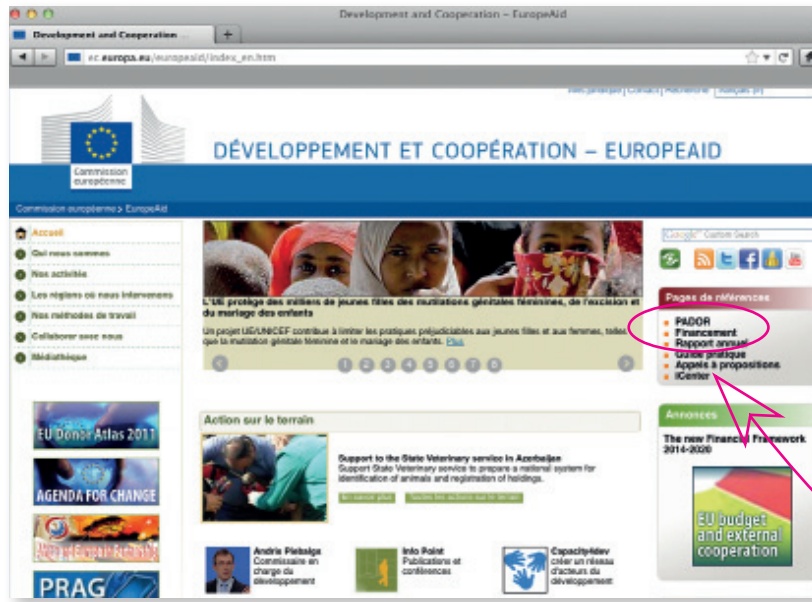 Development and Cooperation – EuropeAid
Development and Cooperation ...
ec.europa.eu/europeaid/index_en.htm
Commission
européenne
DÉVELOPPEMENT ET COOPÉRATION – EUROPEAID
Commission européenne > EuropeAid
Accueil
Qui nous sommes
Nos activités
Les régions où nous intervenons
Nos méthodes de travail
Collaborer avec nous
Médiathèque
EU Donor Atlas 2011
AGENDA FOR CHANGE
PRAG
L'UE protège des milliers de jeunes filles des mutilations génitales féminines, de l'excision et
du mariage des enfants
Un projet UE/UNICEF contribue à limiter les pratiques préjudiciables aux jeunes filles et aux femmes, telles
que la mutilation génitale féminine et le mariage des enfants. Plus
1 2 3 4 5 6 7 8
Action sur le terrain
Support to the State Veterinary service in Azerbaijan
Support State Veterinary service to prepare a national system for
identification of animals and registration of holdings.
En savoir plus
Toutes les actions sur le terrain
Andris Piebalgs
Commissaire en
charge du
développement
Info Point
Publications et
conférences
Capacity4dev
créer un réseau
d'acteurs du
développement
Google Custom Search
Pages de références
PADOR
Financement
Rapport annuel
Guide pratique
Appels à propositions
iCenter
Annonces
The new Financial Framework
2014-2020
EU budget
and external
cooperation